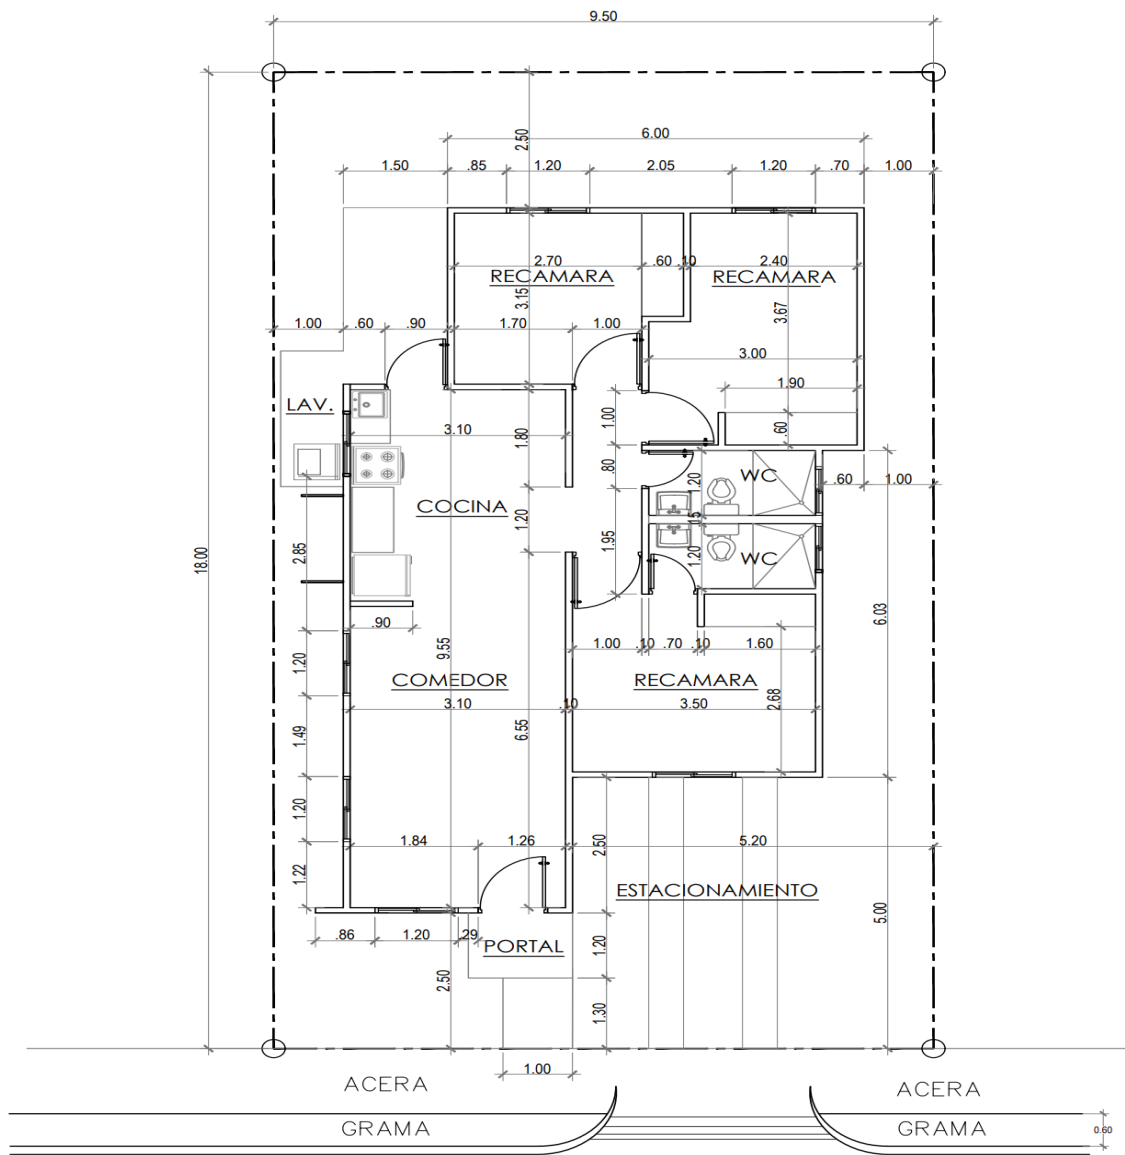 9.50
6.00
2.50
1.50 .85 1.20 2.05 1.20 .70 1.00
2.70 .60 .10 2.40
RECAMARA RECAMARA
3.15
3.67
1.00 .60 .90 1.70 1.00
3.00
1.90
LAV.
3.10
1.80
1.00
.60
.80
1.20
WC
.60 1.00
COCINA
1.20
.15
1.95
1.20
WC
2.85
18.00
.90
6.03
1.20
9.55
1.00 .10 .70 .10 1.60
COMEDOR
RECAMARA
3.10 .10 3.50
2.68
6.55
1.49
1.20
1.84 1.26
2.50
5.20
1.22
ESTACIONAMIENTO
5.00
.86 1.20 .29
PORTAL
1.20
2.50
1.30
1.00
ACERA ACERA
GRAMA GRAMA
0.60